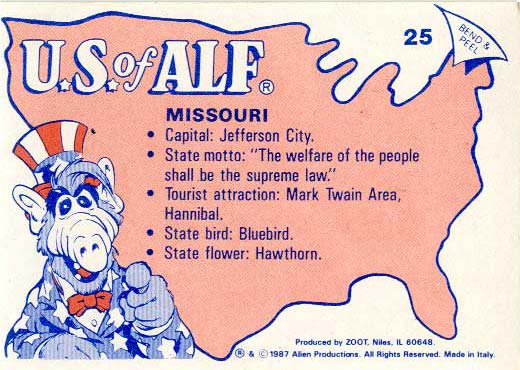 25
BEND &
PEEL
U.S. of ALF®
MISSOURI
• Capital: Jefferson City.
• State motto: "The welfare of the people
shall be the supreme law."
• Tourist attraction: Mark Twain Area,
Hannibal.
• State bird: Bluebird.
• State flower: Hawthorn.
Produced by ZOOT, Niles, IL 60648.
® & © 1987 Alien Productions. All Rights Reserved. Made in Italy.